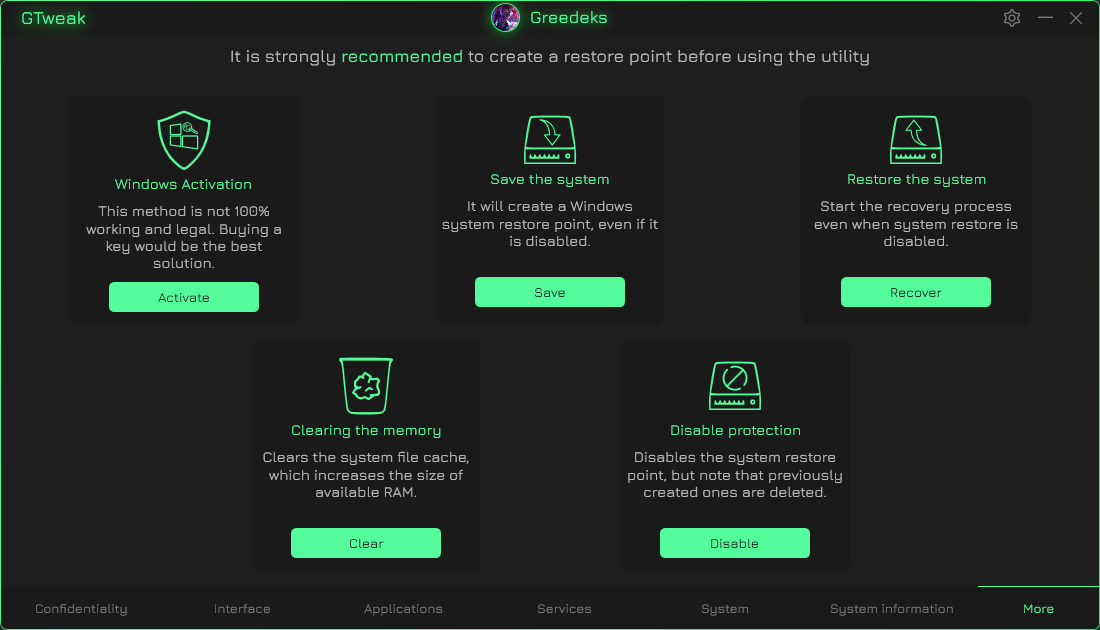 GTweak
Greedeks
It is strongly recommended to create a restore point before using the utility
Windows Activation
This method is not 100%
working and legal. Buying a
key would be the best
solution.
Activate
Save the system
It will create a Windows
system restore point, even if it
is disabled.
Save
Restore the system
Start the recovery process
even when system restore is
disabled.
Recover
Clearing the memory
Clears the system file cache,
which increases the size of
available RAM.
Clear
Disable protection
Disables the system restore
point, but note that previously
created ones are deleted.
Disable
Confidentiality
Interface
Applications
Services
System
System information
More